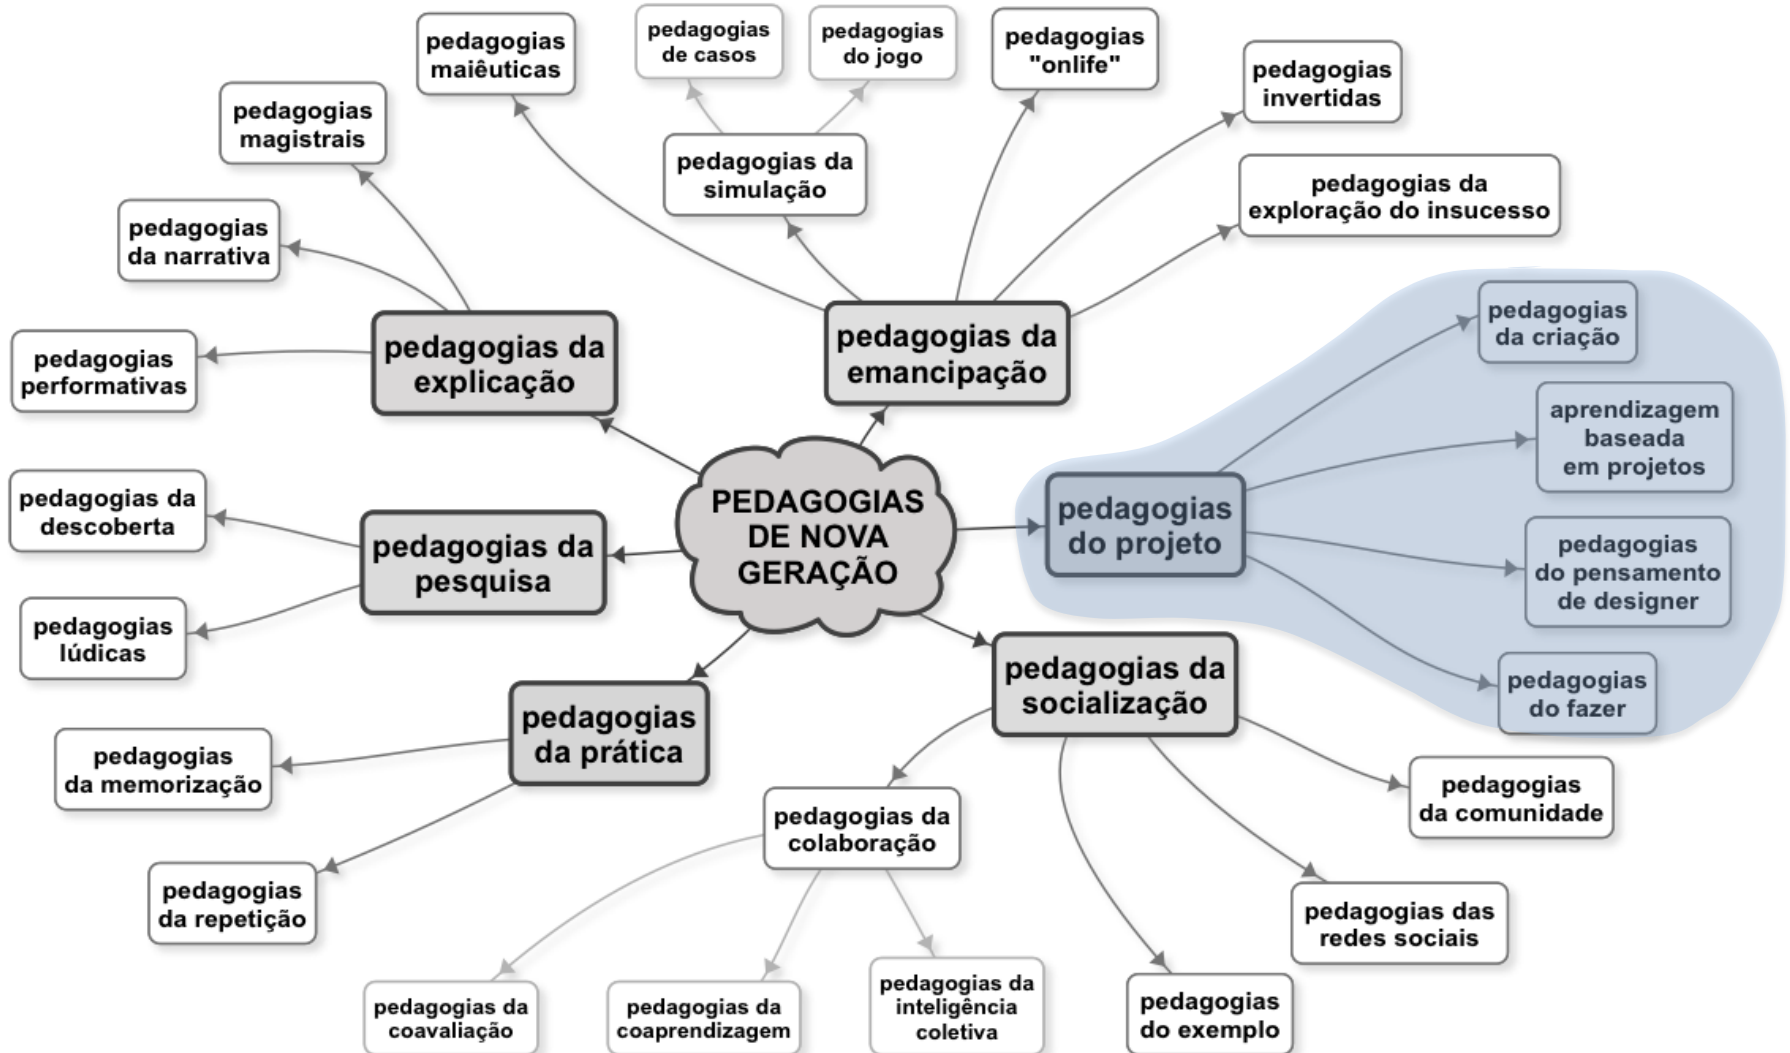 pedagogias
maiêuticas
pedagogias
de casos
pedagogias
do jogo
pedagogias
"onlife"
pedagogias
invertidas
pedagogias
magistrais
pedagogias da
simulação
pedagogias da
exploração do insucesso
pedagogias
da narrativa
pedagogias
performativas
pedagogias da
explicação
pedagogias da
emancipação
pedagogias
da criação
aprendizagem
baseada
em projetos
PEDAGOGIAS
DE NOVA
GERAÇÃO
pedagogias
do projeto
pedagogias
do pensamento
de designer
pedagogias
do fazer
pedagogias da
descoberta
pedagogias da
pesquisa
pedagogias
lúdicas
pedagogias
da prática
pedagogias da
socialização
pedagogias
da memorização
pedagogias
da repetição
pedagogias da
colaboração
pedagogias
da comunidade
pedagogias das
redes sociais
pedagogias da
coavaliação
pedagogias da
coaprendizagem
pedagogias da
inteligência
coletiva
pedagogias
do exemplo